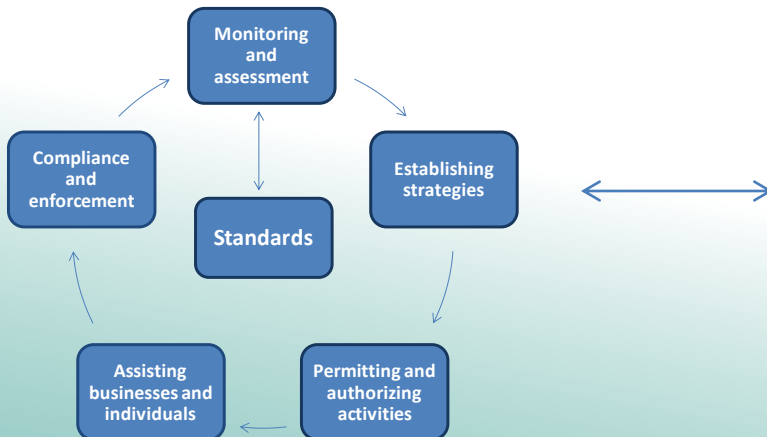 Monitoring
and
assessment
Compliance
and
enforcement
Establishing
strategies
Standards
Assisting
businesses and
individuals
Permitting and
authorizing
activities